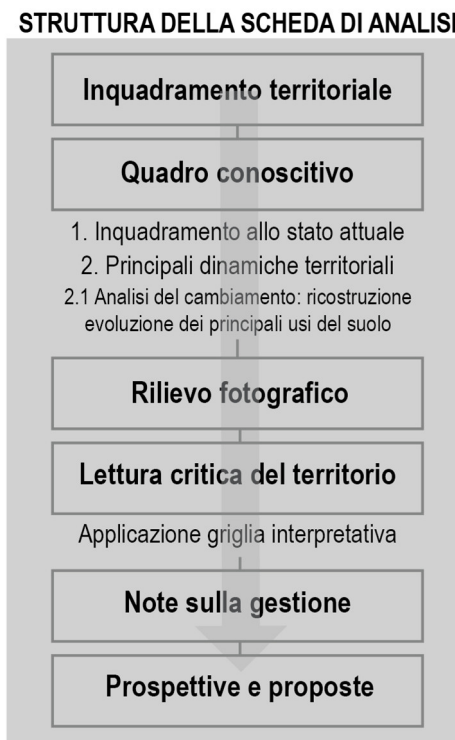 STRUTTURA DELLA SCHEDA DI ANALISI
Inquadramento territoriale
Quadro conoscitivo
1. Inquadramento allo stato attuale
2. Principali dinamiche territoriali
2.1 Analisi del cambiamento: ricostruzione
evoluzione dei principali usi del suolo
Rilievo fotografico
Lettura critica del territorio
Applicazione griglia interpretativa
Note sulla gestione
Prospettive e proposte